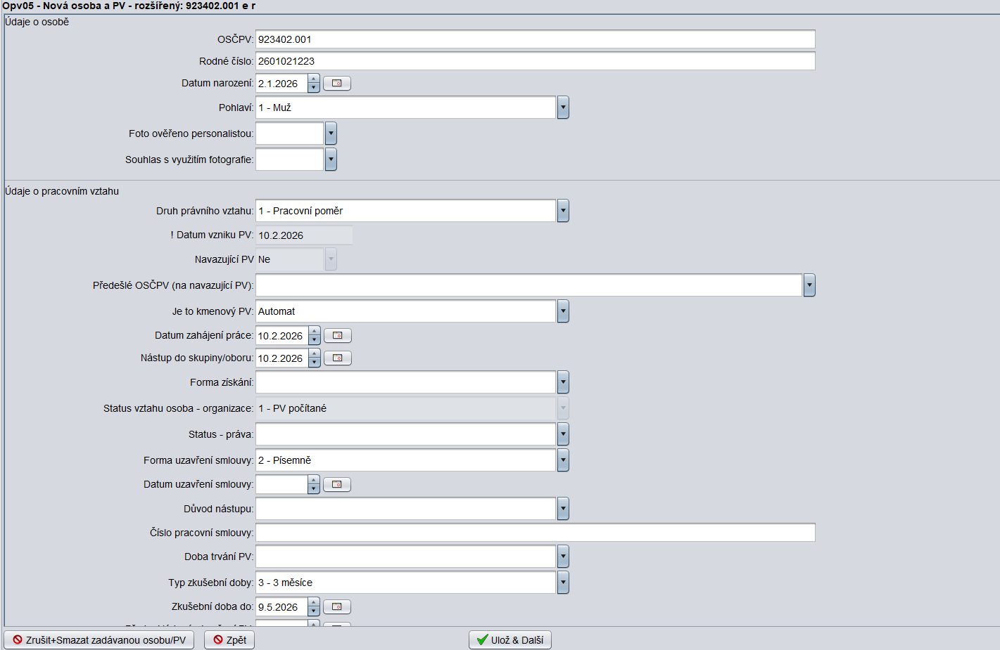 Opv05 - Nová osoba a PV - rozšířený: 923402.001 e r
Údaje o osobě
OSČPV: 923402.001
Rodné číslo: 2601021223
Datum narození: 2.1.2026
Pohlaví: 1 - Muž
Foto ověřeno personalistou:
Souhlas s využitím fotografie:
Údaje o pracovním vztahu
Druh právního vztahu: 1 - Pracovní poměr
! Datum vzniku PV: 10.2.2026
Navazující PV Ne
Předešlé OSČPV (na navazující PV):
Je to kmenový PV: Automat
Datum zahájení práce: 10.2.2026
Nástup do skupiny/oboru: 10.2.2026
Forma získání:
Status vztahu osoba - organizace: 1 - PV počítané
Status - práva:
Forma uzavření smlouvy: 2 - Písemně
Datum uzavření smlouvy:
Důvod nástupu:
Číslo pracovní smlouvy:
Doba trvání PV:
Typ zkušební doby: 3 - 3 měsíce
Zkušební doba do: 9.5.2026
Zrušit+Smazat zadávanou osobu/PV Zpět Ulož & Další